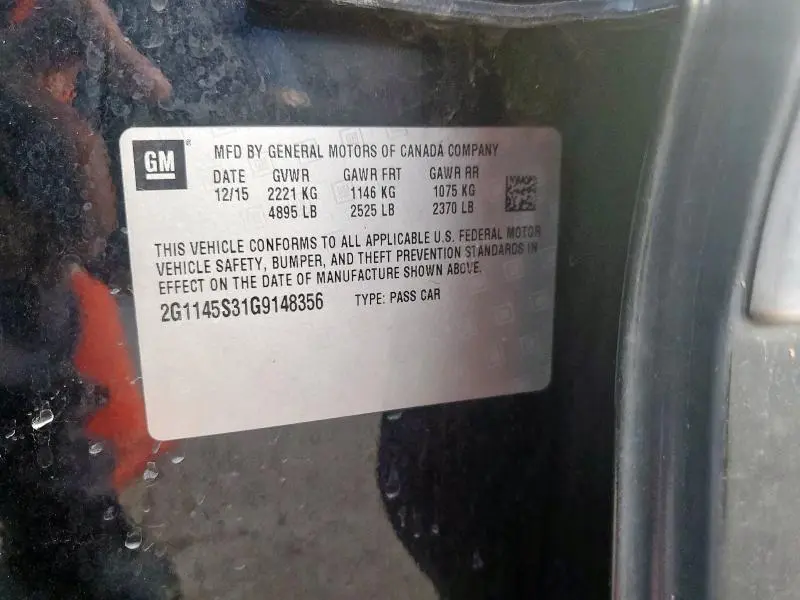 GM
MFD BY GENERAL MOTORS OF CANADA COMPANY
DATE GVWR GAWR FRT GAWR RR
12/15 2221 KG 1146 KG 1075 KG
4895 LB 2525 LB 2370 LB
THIS VEHICLE CONFORMS TO ALL APPLICABLE U.S. FEDERAL MOTOR
VEHICLE SAFETY, BUMPER, AND THEFT PREVENTION STANDARDS IN
EFFECT ON THE DATE OF MANUFACTURE SHOWN ABOVE.
2G1145S31G9148356 TYPE: PASS CAR